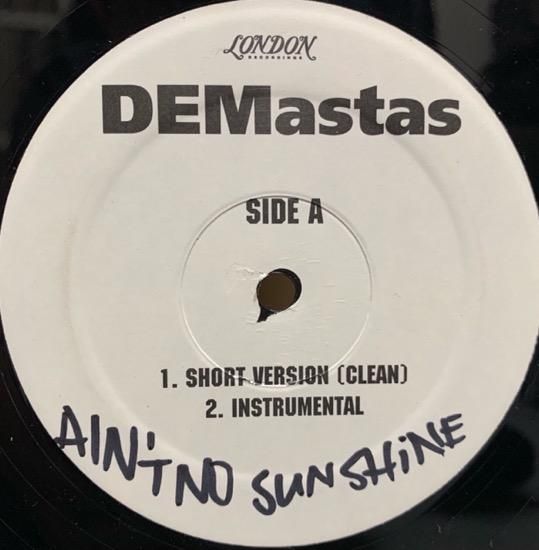 LONDON
RECORDINGS
DEMastas
SIDE A
1. SHORT VERSION (CLEAN)
2. INSTRUMENTAL
AIN'T NO SUNSHiNE